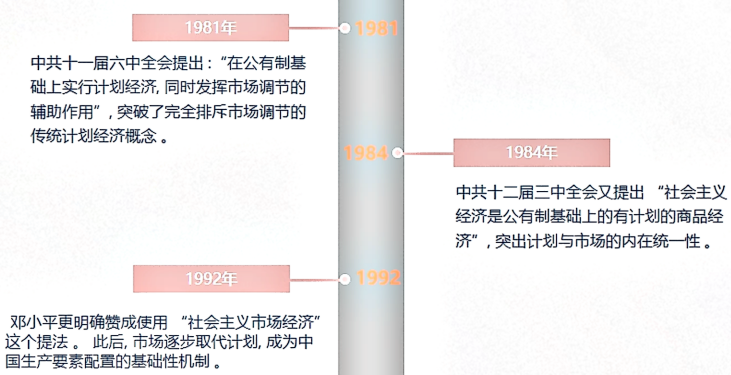 1981年
1981
中共十一届六中全会提出：“在公有制基
础上实行计划经济, 同时发挥市场调节的
辅助作用”, 突破了完全排斥市场调节的
传统计划经济概念。
1984
1984年
中共十二届三中全会又提出 “社会主义
经济是公有制基础上的有计划的商品经
济”, 突出计划与市场的内在统一性。
1992年
1992
邓小平更明确赞成使用 “社会主义市场经济”
这个提法。 此后, 市场逐步取代计划, 成为中
国生产要素配置的基础性机制。